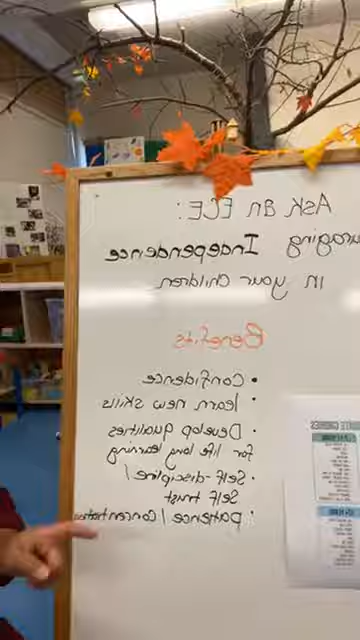 Ask an ECE:
uraging Independence
in your children
Benefits
• Confidence
• learn new skills
• Develop qualities
for life long learning
• Self-discipline /
Self trust
• patience / Concentration